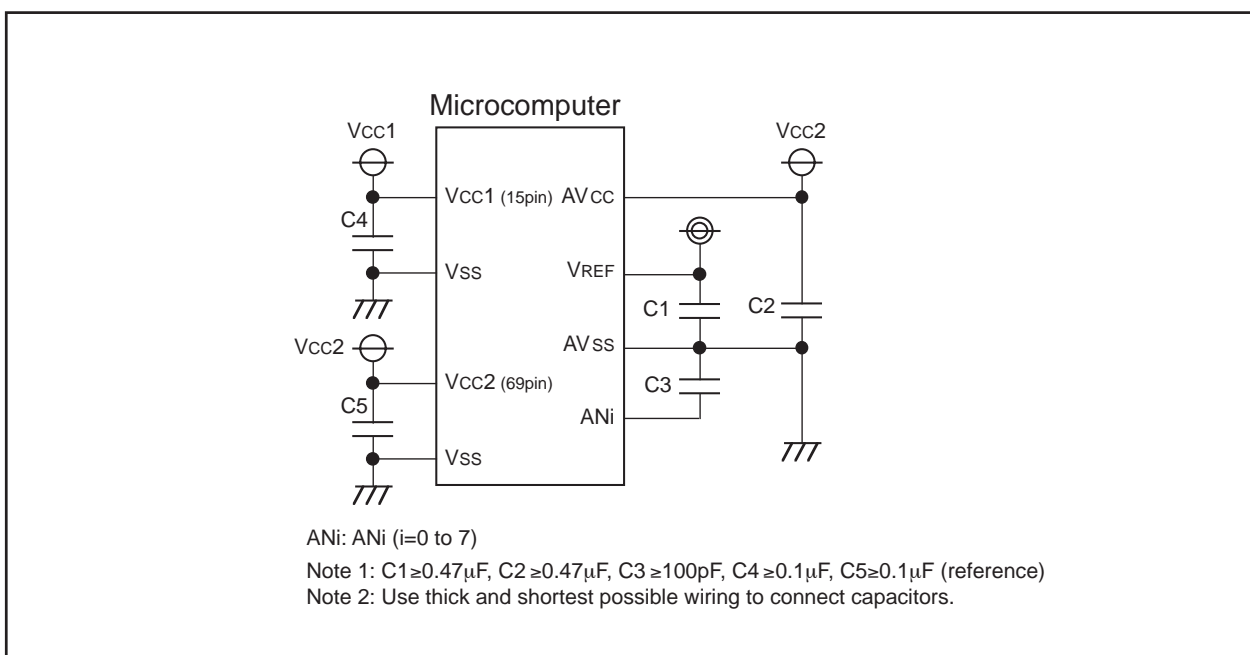 Microcomputer
VCC1
VCC2
VCC1 (15pin) AVCC
C4
VSS
VREF
C1
C2
VCC2
AVSS
VCC2 (69pin)
C3
C5
ANi
VSS
ANi: ANi (i=0 to 7)
Note 1: C1≥0.47μF, C2 ≥0.47μF, C3 ≥100pF, C4 ≥0.1μF, C5≥0.1μF (reference)
Note 2: Use thick and shortest possible wiring to connect capacitors.